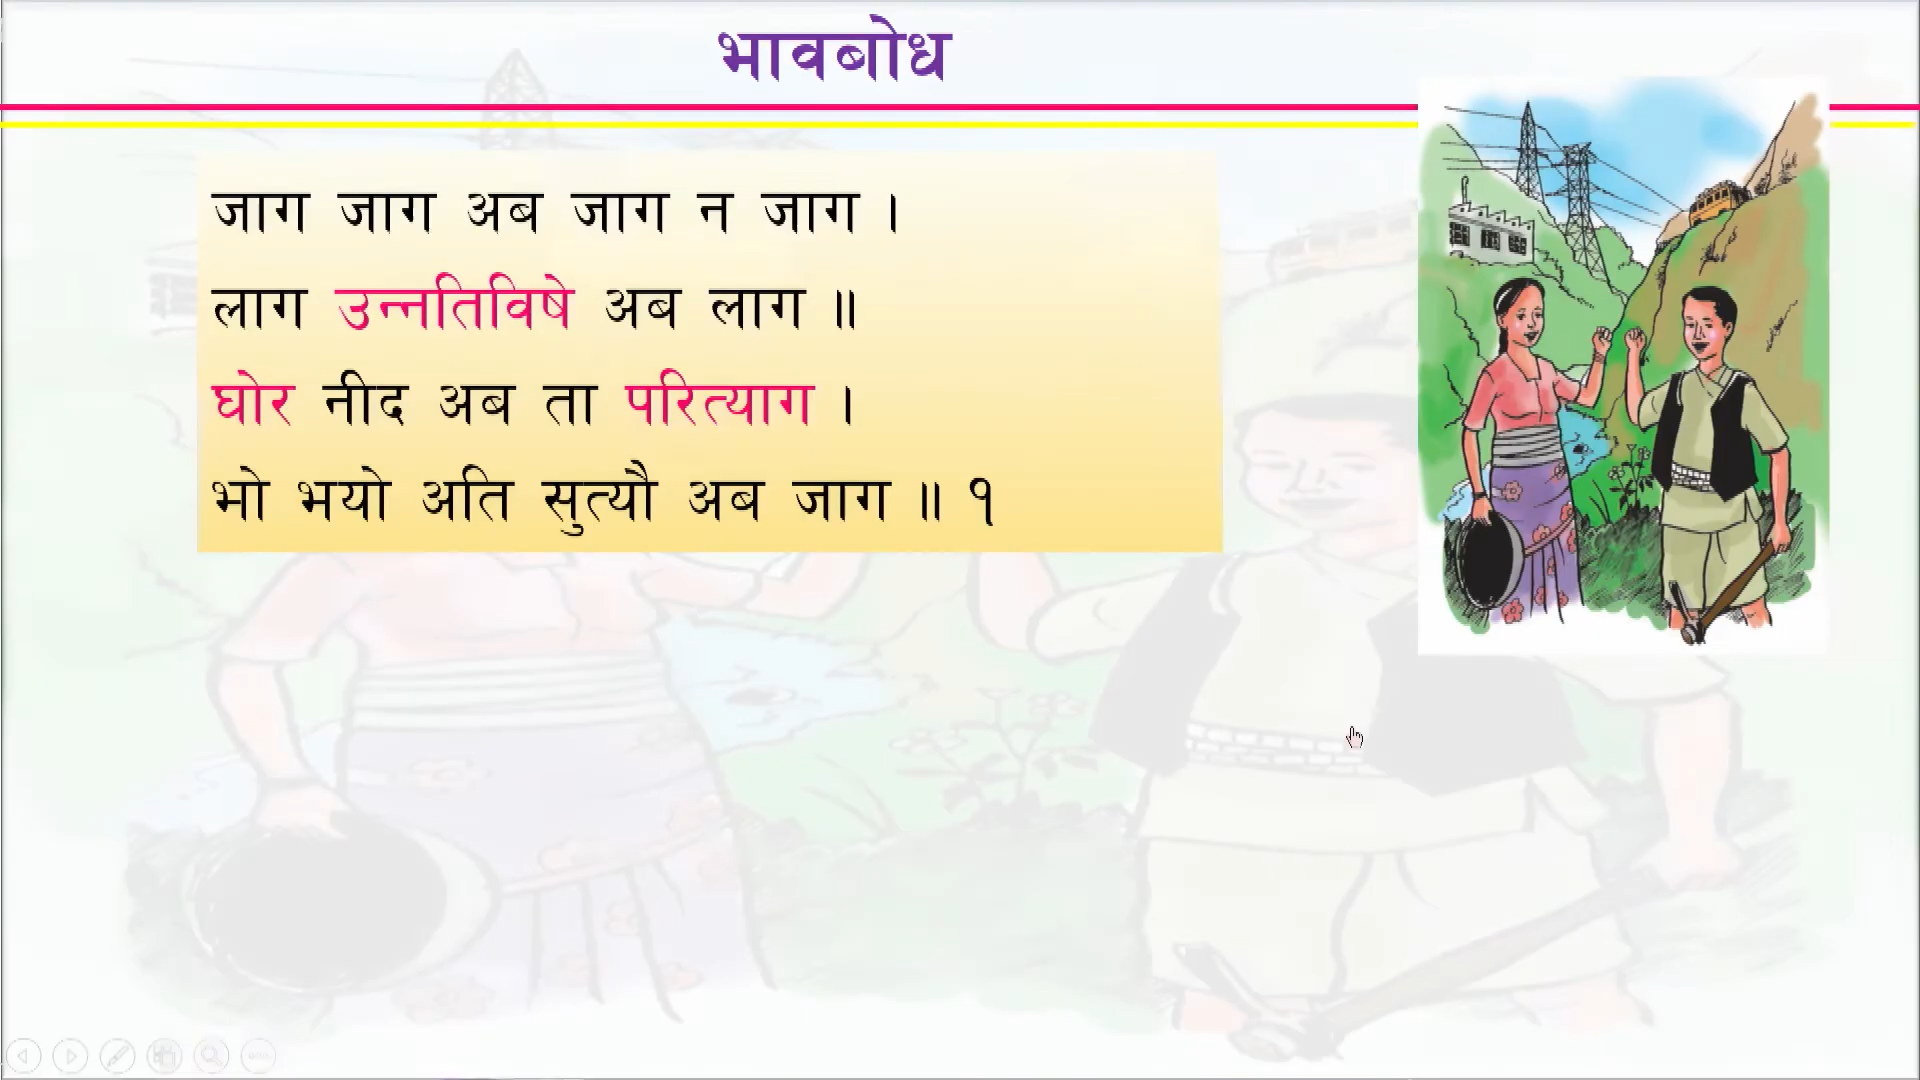 भावबोध
जाग जाग अब जाग न जाग ।
लाग उन्नतिविषे अब लाग ॥
घोर नीद अब ता परित्याग ।
भो भयो अति सुत्यौ अब जाग ॥ १